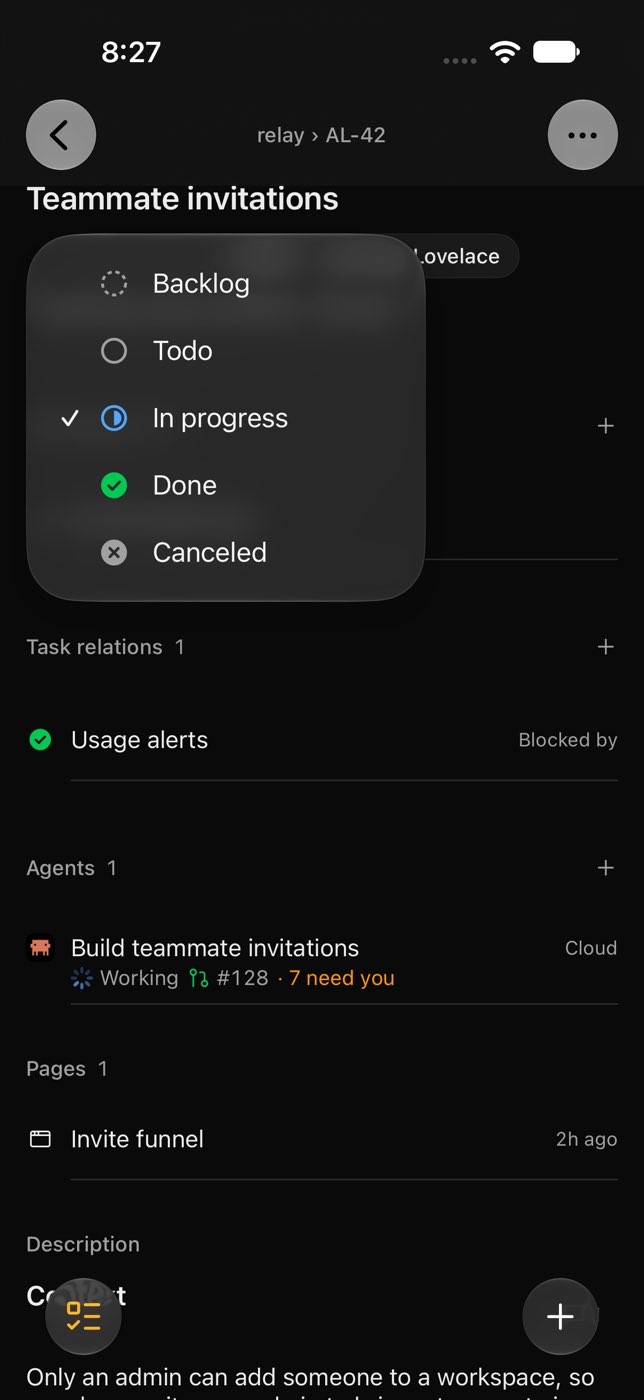 8:27
relay › AL-42
Teammate invitations
Lovelace
Backlog
Todo
In progress
Done
Canceled
Task relations 1
Usage alerts
Blocked by
Agents 1
Build teammate invitations
Cloud
Working #128 · 7 need you
Pages 1
Invite funnel
2h ago
Description
Only an admin can add someone to a workspace, so